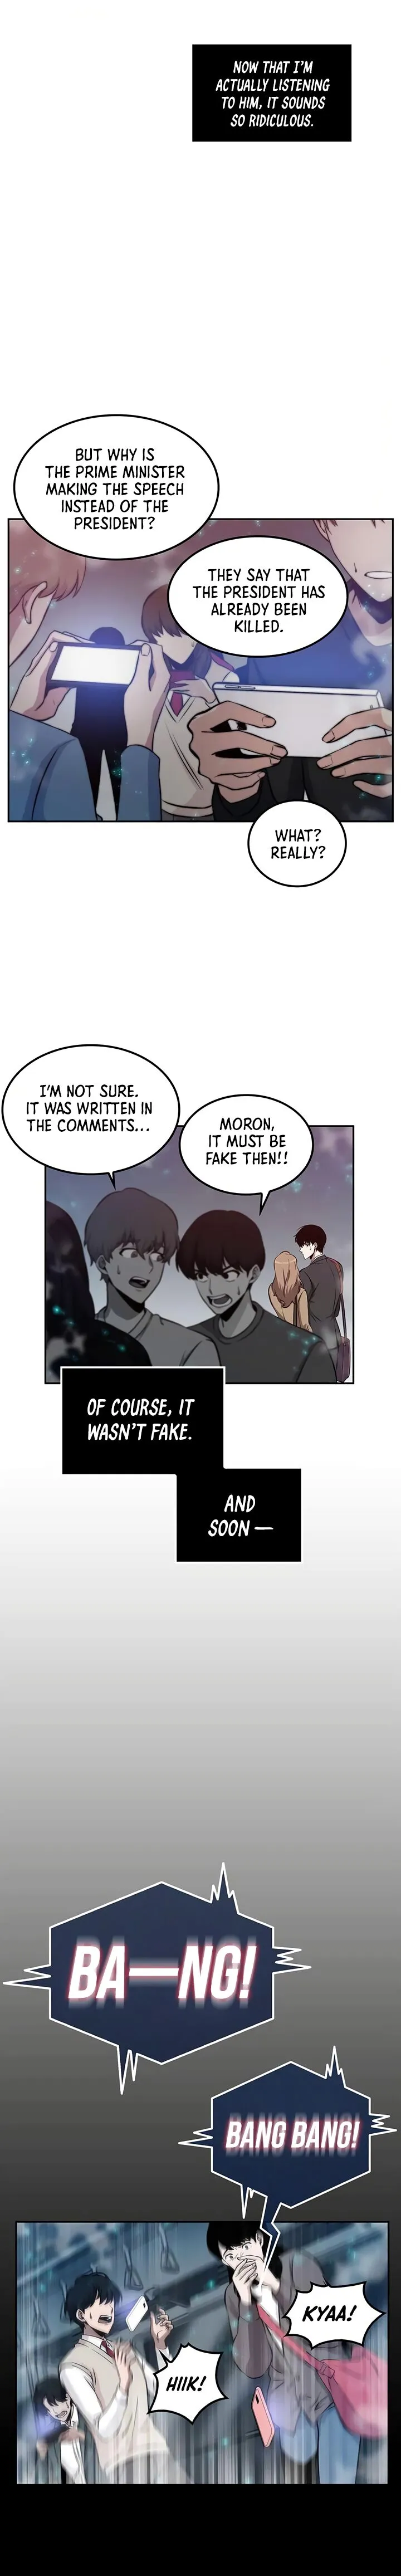 NOW THAT I'M
ACTUALLY LISTENING
TO HIM, IT SOUNDS
SO RIDICULOUS.
BUT WHY IS
THE PRIME MINISTER
MAKING THE SPEECH
INSTEAD OF THE
PRESIDENT?
THEY SAY THAT
THE PRESIDENT HAS
ALREADY BEEN
KILLED.
WHAT?
REALLY?
I'M NOT SURE.
IT WAS WRITTEN IN
THE COMMENTS...
MORON,
IT MUST BE
FAKE THEN!!
OF COURSE, IT
WASN'T FAKE.
AND
SOON —
BA—NG!
BANG BANG!
KYAA!
HIIK!